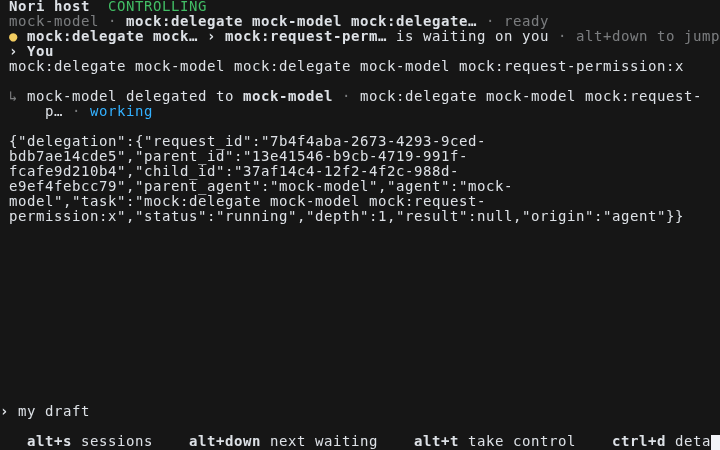 Nori host  CONTROLLING
mock-model · mock:delegate mock-model mock:delegate… · ready
● mock:delegate mock… › mock:request-perm… is waiting on you · alt+down to jump
› You
mock:delegate mock-model mock:delegate mock-model mock:request-permission:x
↳ mock-model delegated to mock-model · mock:delegate mock-model mock:request-
p… · working
{"delegation":{"request_id":"7b4f4aba-2673-4293-9ced-
bdb7ae14cde5","parent_id":"13e41546-b9cb-4719-991f-
fcafe9d210b4","child_id":"37af14c4-12f2-4f2c-988d-
e9ef4febcc79","parent_agent":"mock-model","agent":"mock-
model","task":"mock:delegate mock-model mock:request-
permission:x","status":"running","depth":1,"result":null,"origin":"agent"}}
› my draft
alt+s sessions    alt+down next waiting    alt+t take control    ctrl+d deta